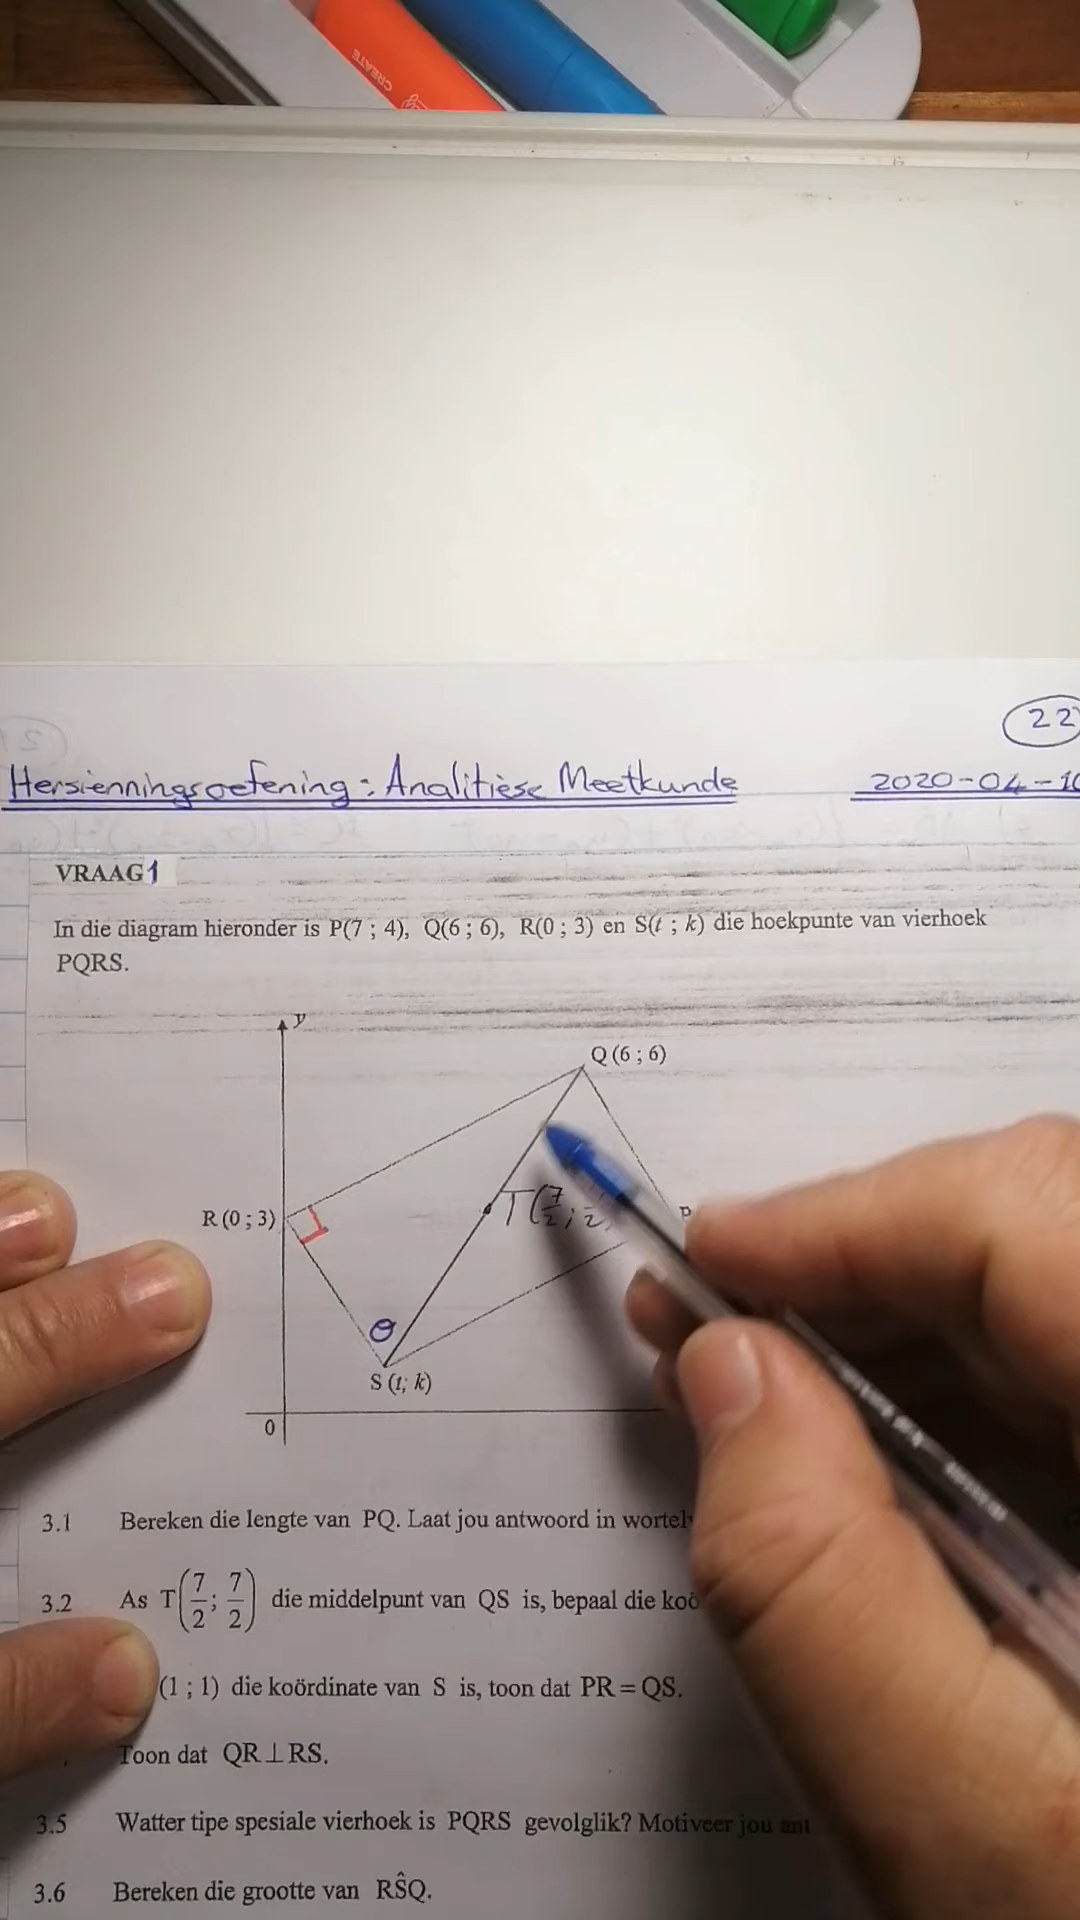 CREATE
22
Hersienningsoefening: Analitiese Meetkunde 2020-04-10
VRAAG 1
In die diagram hieronder is P(7 ; 4), Q(6 ; 6), R(0 ; 3) en S(t ; k) die hoekpunte van vierhoek
PQRS.
y
Q (6 ; 6)
R (0 ; 3)
T(7/2 ;
P
θ
S (t; k)
0
3.1 Bereken die lengte van PQ. Laat jou antwoord in
3.2 As T(7/2 ; 7/2) die middelpunt van QS is, bepaal die
(1 ; 1) die koördinate van S is, toon dat PR = QS.
Toon dat QR ⊥ RS.
3.5 Watter tipe spesiale vierhoek is PQRS gevolglik? Motiveer jou
3.6 Bereken die grootte van RŜQ.